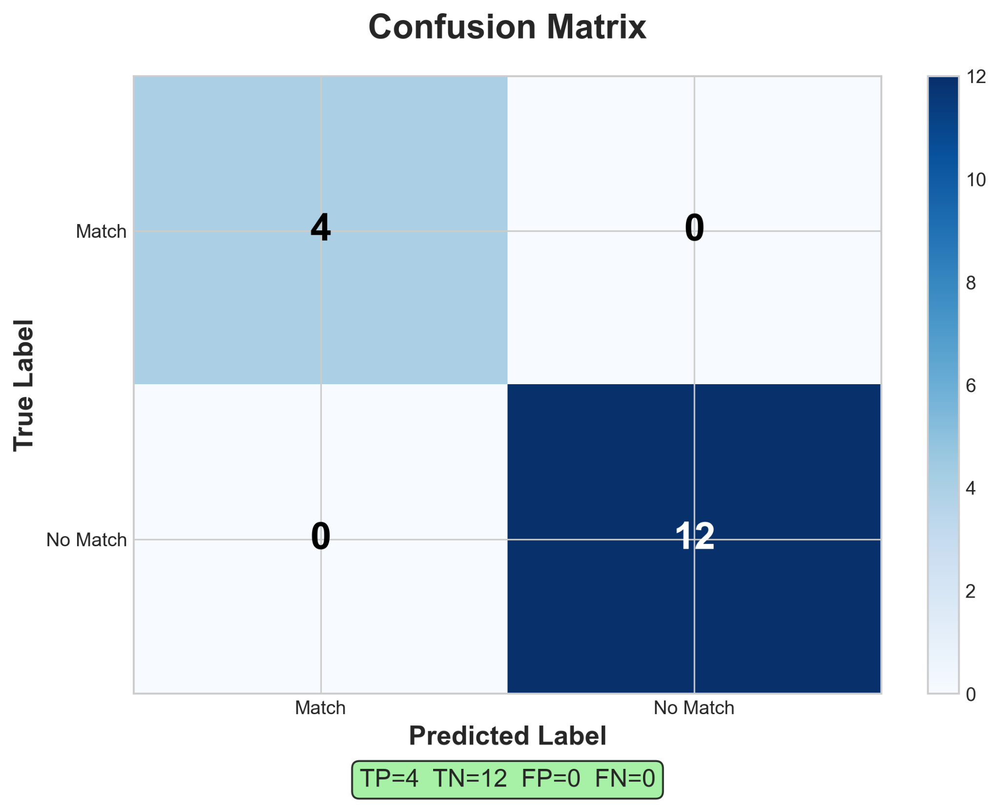 Confusion Matrix
12
10
8
6
4
2
0
True Label
Match
4
0
No Match
0
12
Match
No Match
Predicted Label
TP=4 TN=12 FP=0 FN=0